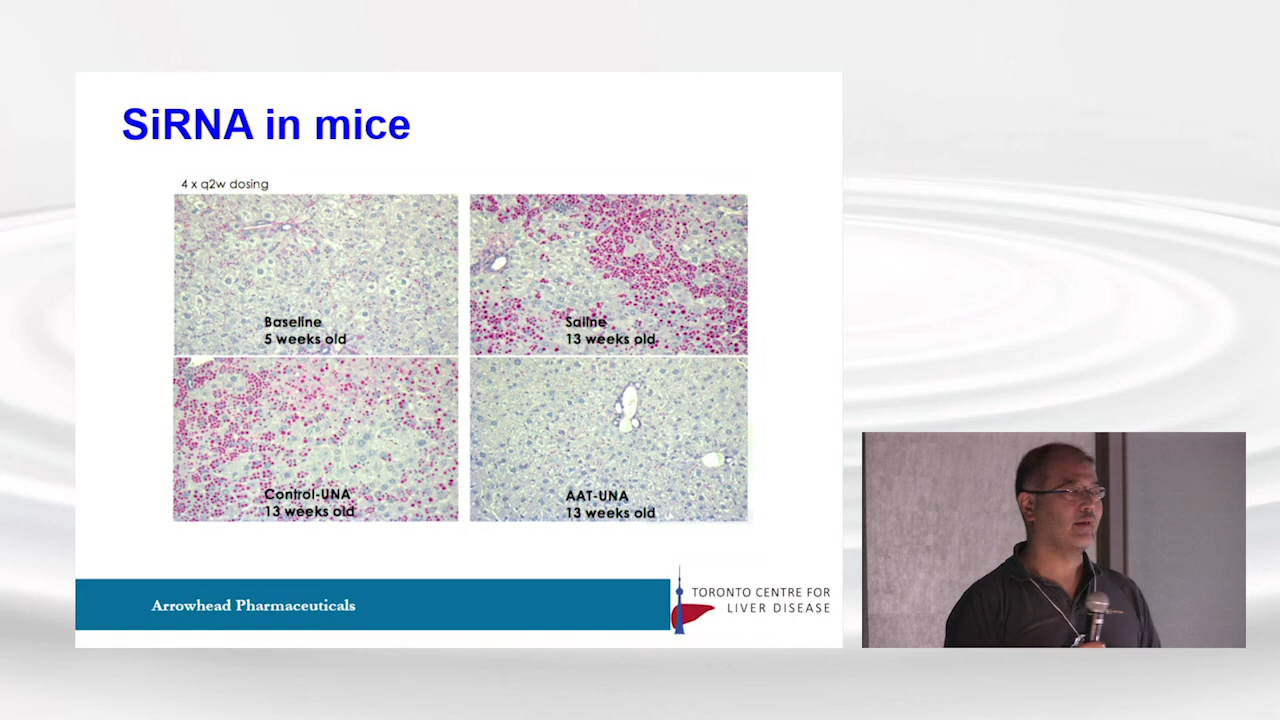 SiRNA in mice
4 x q2w dosing
Baseline
5 weeks old
Saline
13 weeks old
Control-UNA
13 weeks old
AAT-UNA
13 weeks old
Arrowhead Pharmaceuticals
TORONTO CENTRE FOR
LIVER DISEASE